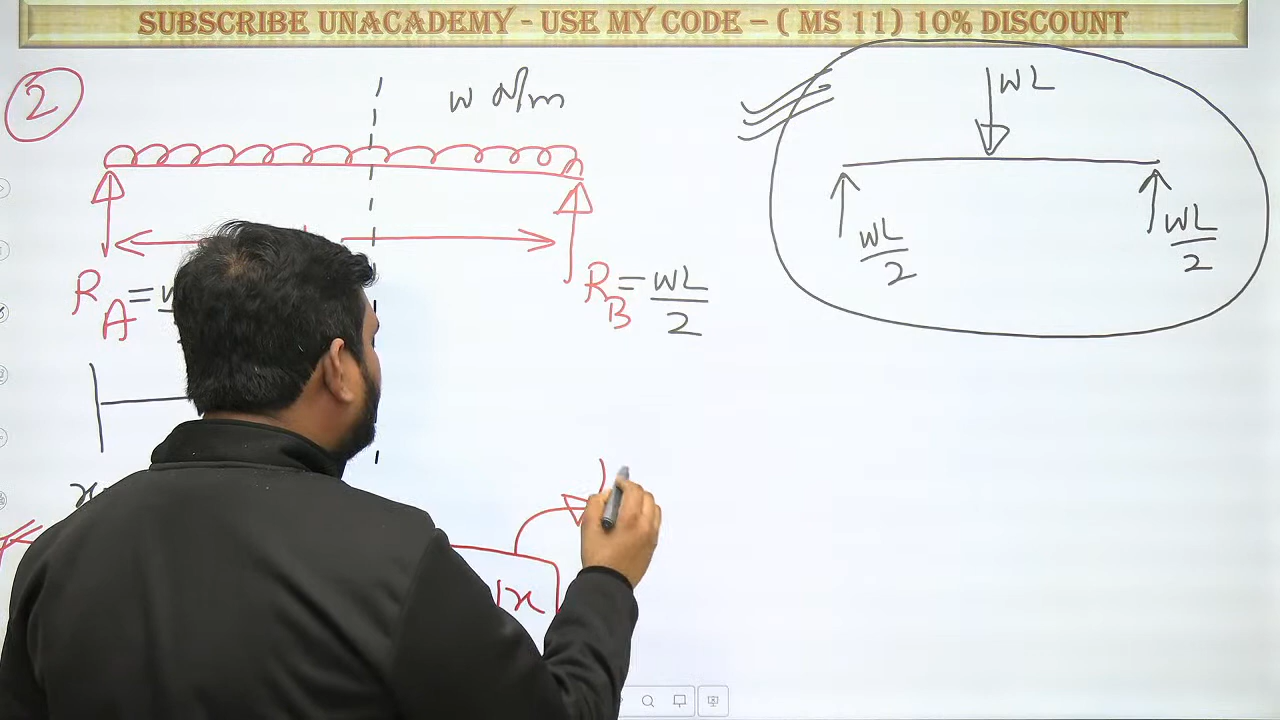 SUBSCRIBE UNACADEMY - USE MY CODE – ( MS 11) 10% DISCOUNT
2
w N/m
WL
WL/2
WL/2
R_A =
R_B = WL/2
x